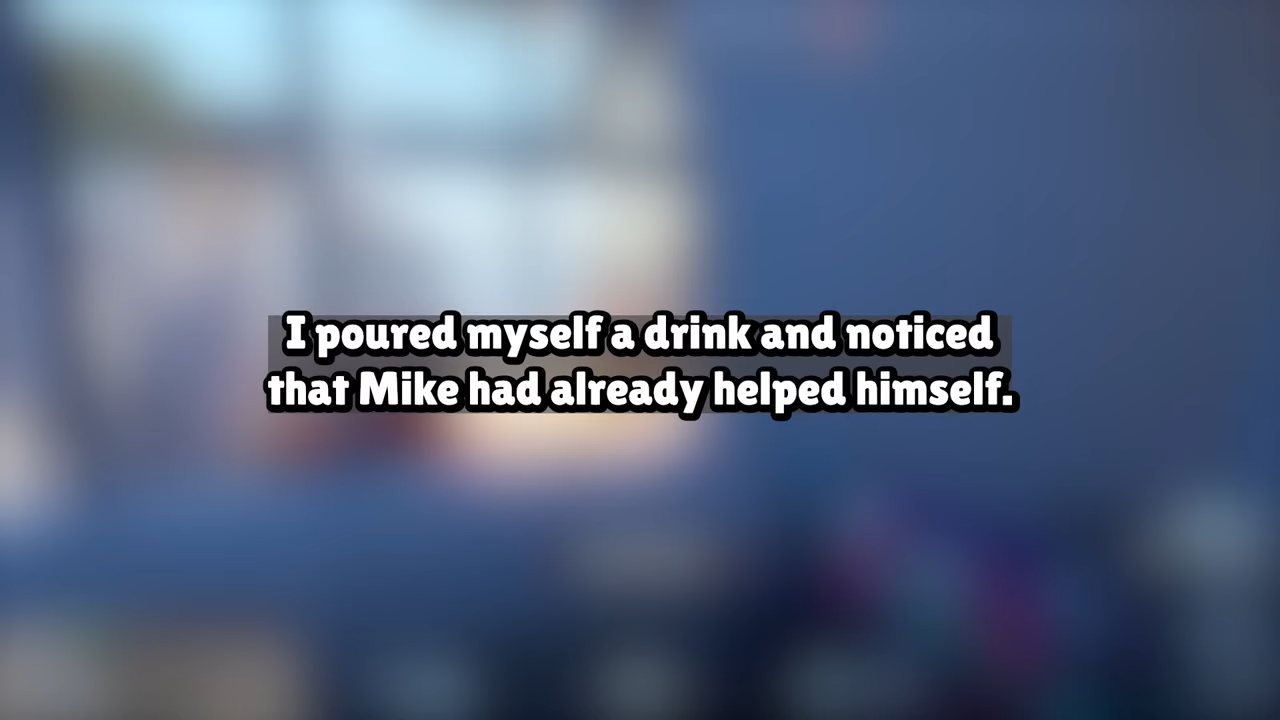 I poured myself a drink and noticed
that Mike had already helped himself.